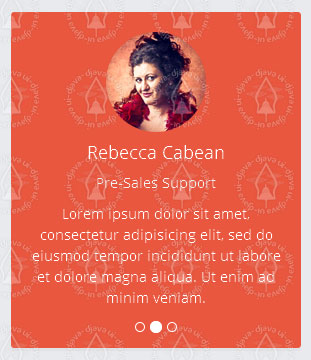 Rebecca Cabean
Pre-Sales Support
Lorem ipsum dolor sit amet,
consectetur adipisicing elit, sed do
eiusmod tempor incididunt ut labore
et dolore magna aliqua. Ut enim ad
minim veniam.